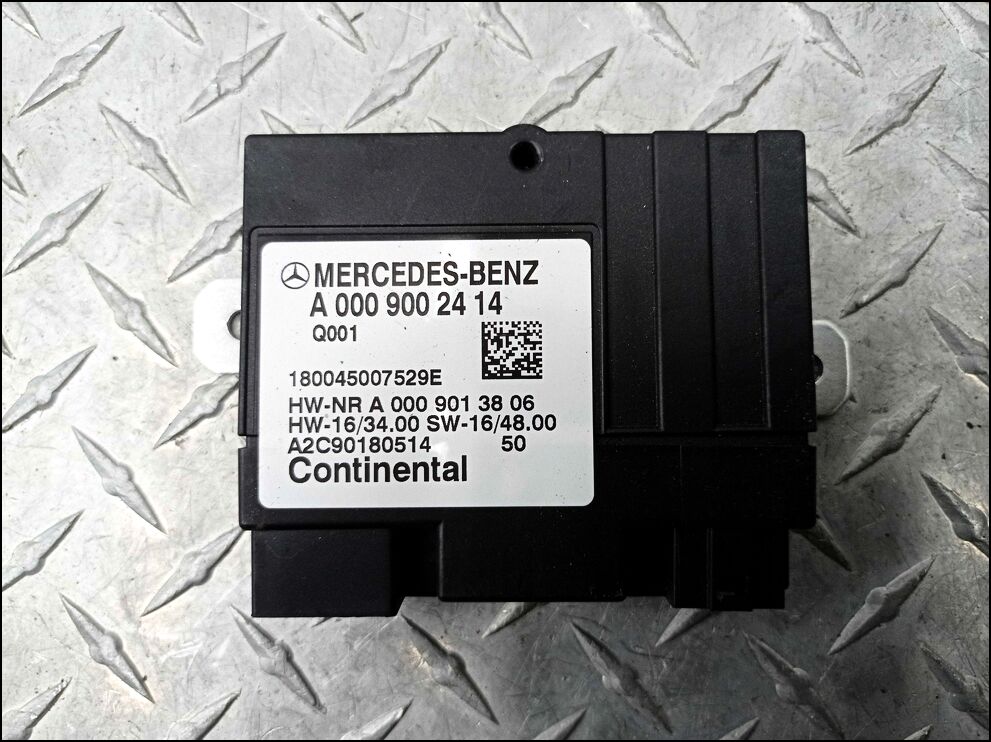 MERCEDES-BENZ
A 000 900 24 14
Q001
180045007529E
HW-NR A 000 901 38 06
HW-16/34.00 SW-16/48.00
A2C90180514 50
Continental